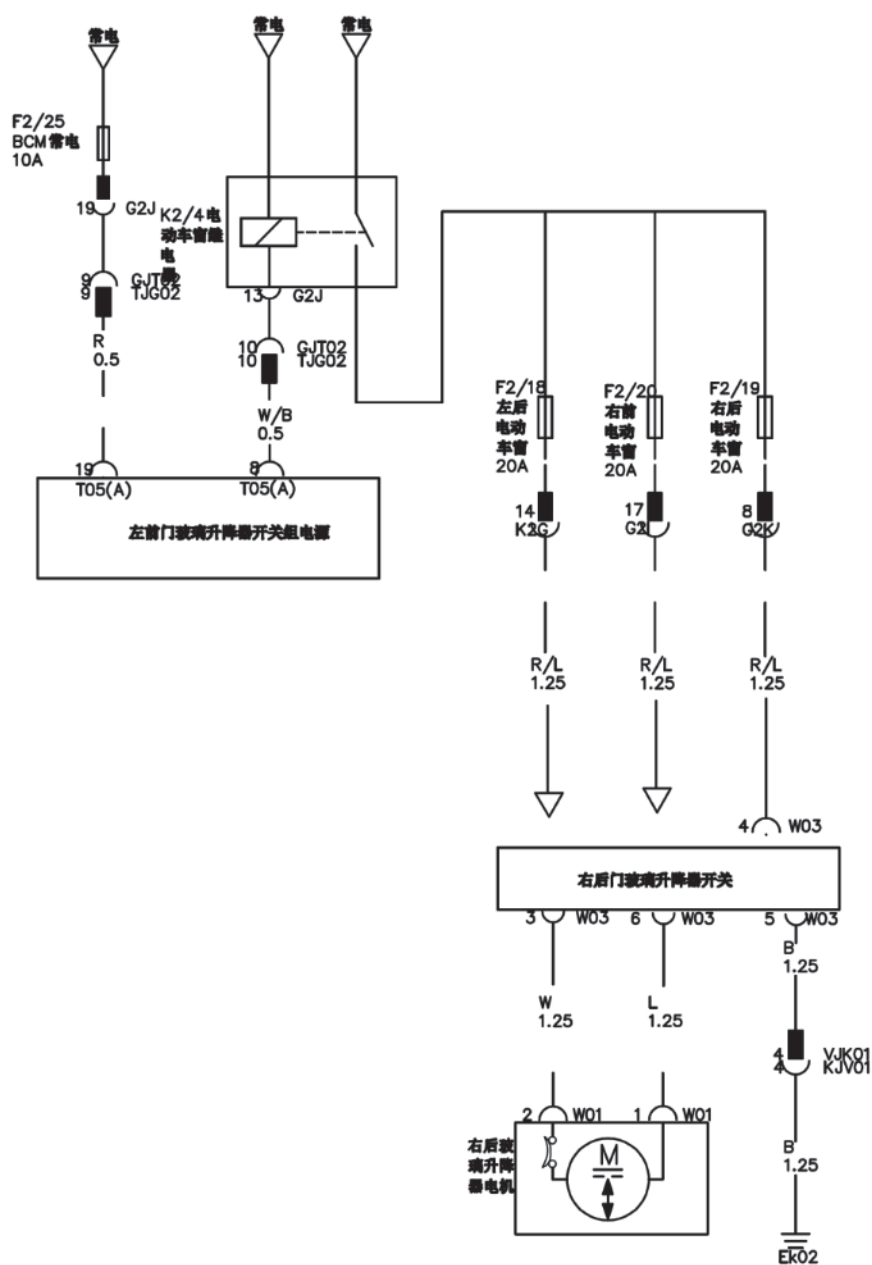 常电
常电
常电
F2/25
BCM常电
10A
19
G2J
K2/4电
动车窗继
电
器
9
GJT02
9
TJG02
13
G2J
R
0.5
10
GJT02
10
TJG02
W/B
0.5
F2/18
左后
电动
车窗
20A
F2/20
右前
电动
车窗
20A
F2/19
右后
电动
车窗
20A
19
T05(A)
8
T05(A)
左前门玻璃升降器开关组电源
14
17
8
G2K
R/L
1.25
R/L
1.25
R/L
1.25
4
W03
右后门玻璃升降器开关
3
W03
6
W03
5
W03
B
1.25
W
1.25
L
1.25
4
VJK01
4
KJV01
2
W01
1
W01
右后玻
璃升降
器电机
M
B
1.25
Ek02